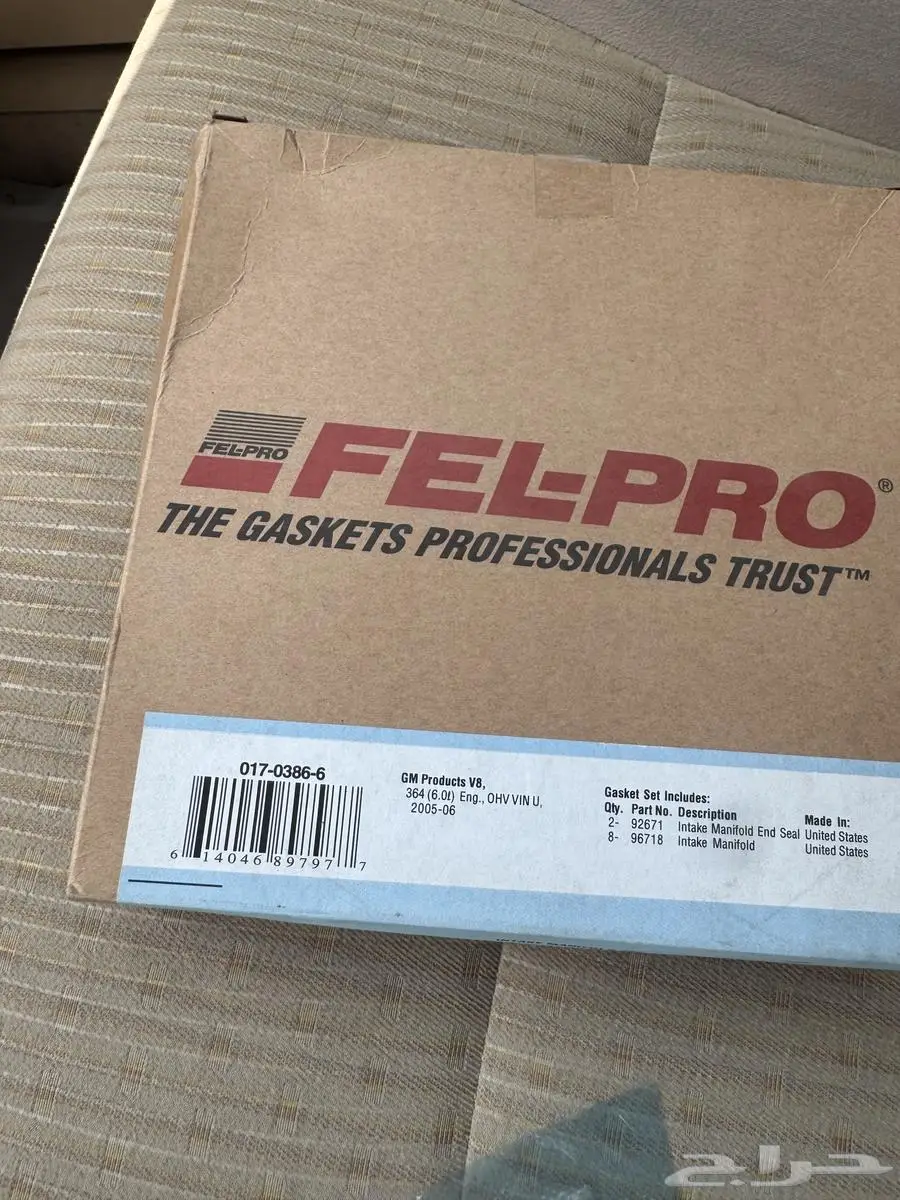 FEL-PRO
FEL-PRO®
THE GASKETS PROFESSIONALS TRUST™
017-0386-6
6 14046 89797 7
GM Products V8,
364 (6.0ℓ) Eng., OHV VIN U,
2005-06
Gasket Set Includes:
Qty. Part No. Description Made In:
2- 92671 Intake Manifold End Seal United States
8- 96718 Intake Manifold United States
حراج